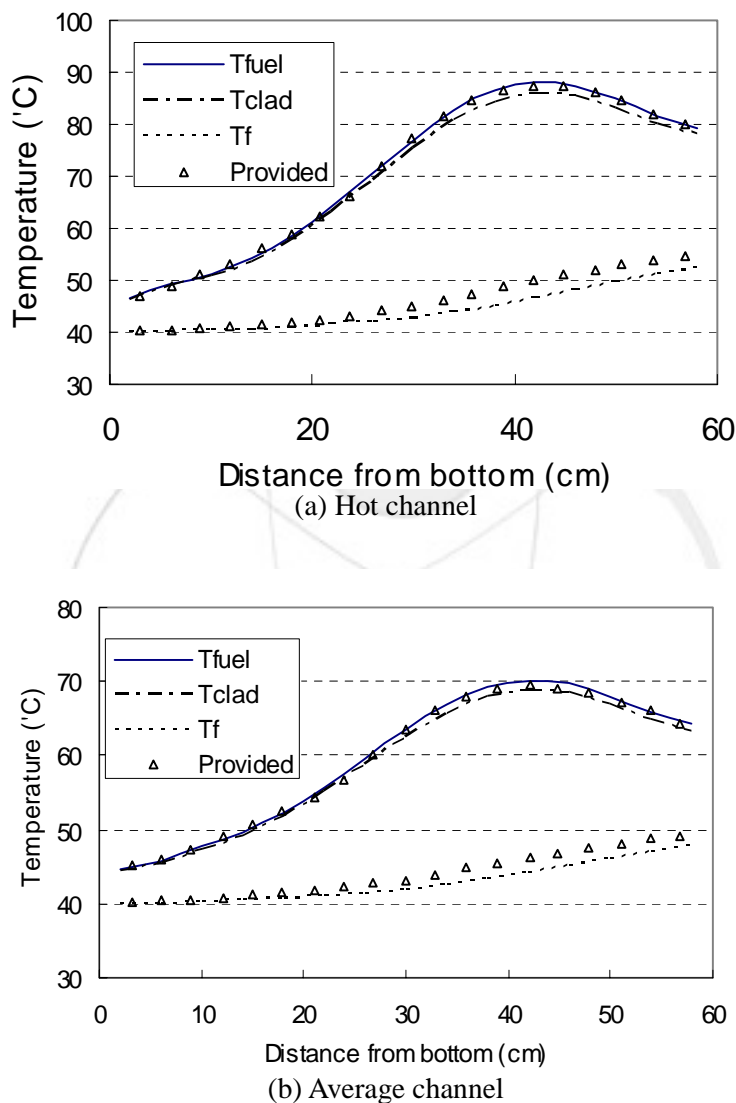 100
90
80
70
60
50
40
30
Temperature ('C)
Tfuel
Tclad
Tf
Provided
0 20 40 60
Distance from bottom (cm)
(a) Hot channel
80
70
60
50
40
30
Temperature ('C)
Tfuel
Tclad
Tf
Provided
0 10 20 30 40 50 60
Distance from bottom (cm)
(b) Average channel